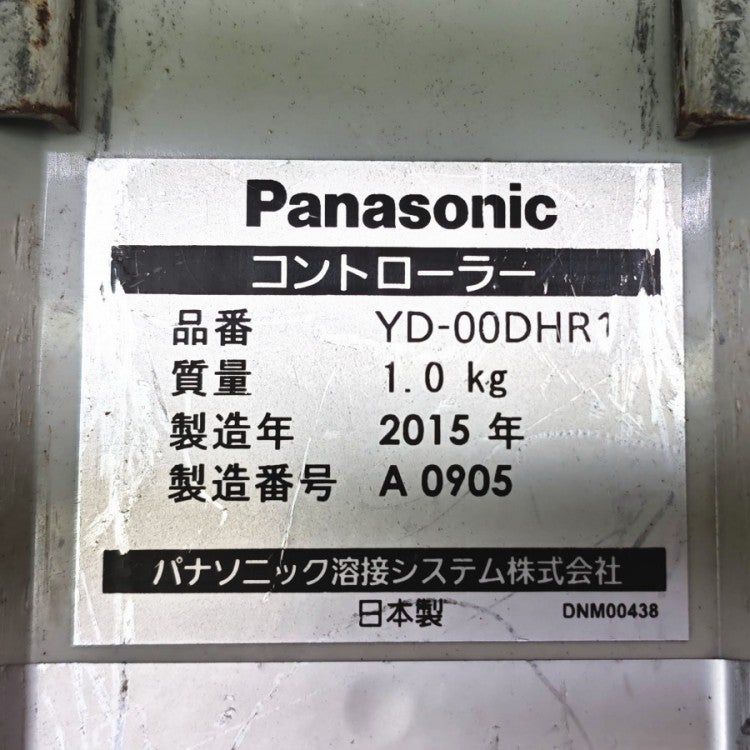 Panasonic
コントローラー
品番 YD-00DHR1
質量 1.0 kg
製造年 2015 年
製造番号 A 0905
パナソニック溶接システム株式会社
日本製 DNM00438